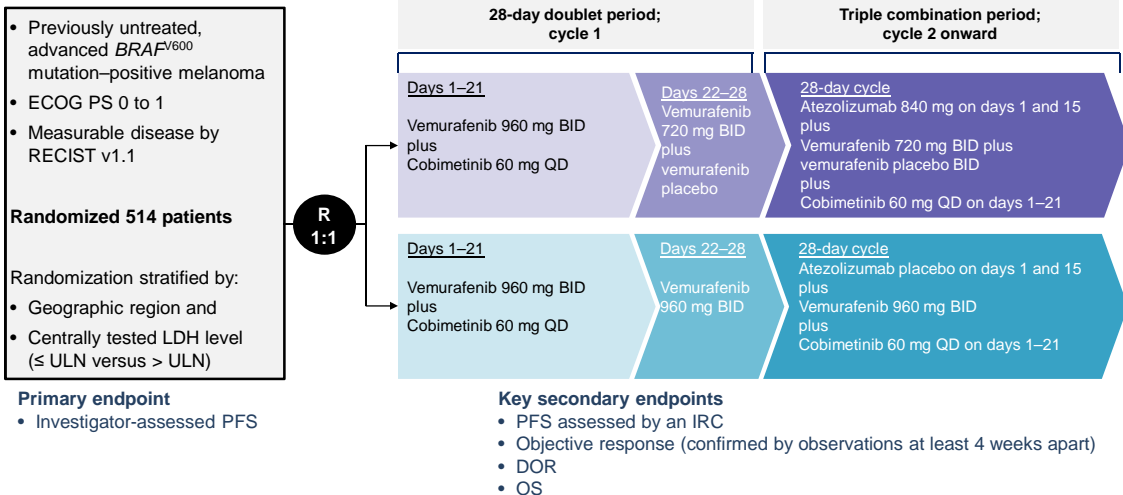 • Previously untreated,
advanced BRAFV600
mutation–positive melanoma
• ECOG PS 0 to 1
• Measurable disease by
RECIST v1.1
Randomized 514 patients
Randomization stratified by:
• Geographic region and
• Centrally tested LDH level
(≤ ULN versus > ULN)
R
1:1
28-day doublet period;
cycle 1
Triple combination period;
cycle 2 onward
Days 1–21
Vemurafenib 960 mg BID
plus
Cobimetinib 60 mg QD
Days 22–28
Vemurafenib
720 mg BID
plus
vemurafenib
placebo
28-day cycle
Atezolizumab 840 mg on days 1 and 15
plus
Vemurafenib 720 mg BID plus
vemurafenib placebo BID
plus
Cobimetinib 60 mg QD on days 1–21
Days 1–21
Vemurafenib 960 mg BID
plus
Cobimetinib 60 mg QD
Days 22–28
Vemurafenib
960 mg BID
28-day cycle
Atezolizumab placebo on days 1 and 15
plus
Vemurafenib 960 mg BID
plus
Cobimetinib 60 mg QD on days 1–21
Primary endpoint
• Investigator-assessed PFS
Key secondary endpoints
• PFS assessed by an IRC
• Objective response (confirmed by observations at least 4 weeks apart)
• DOR
• OS